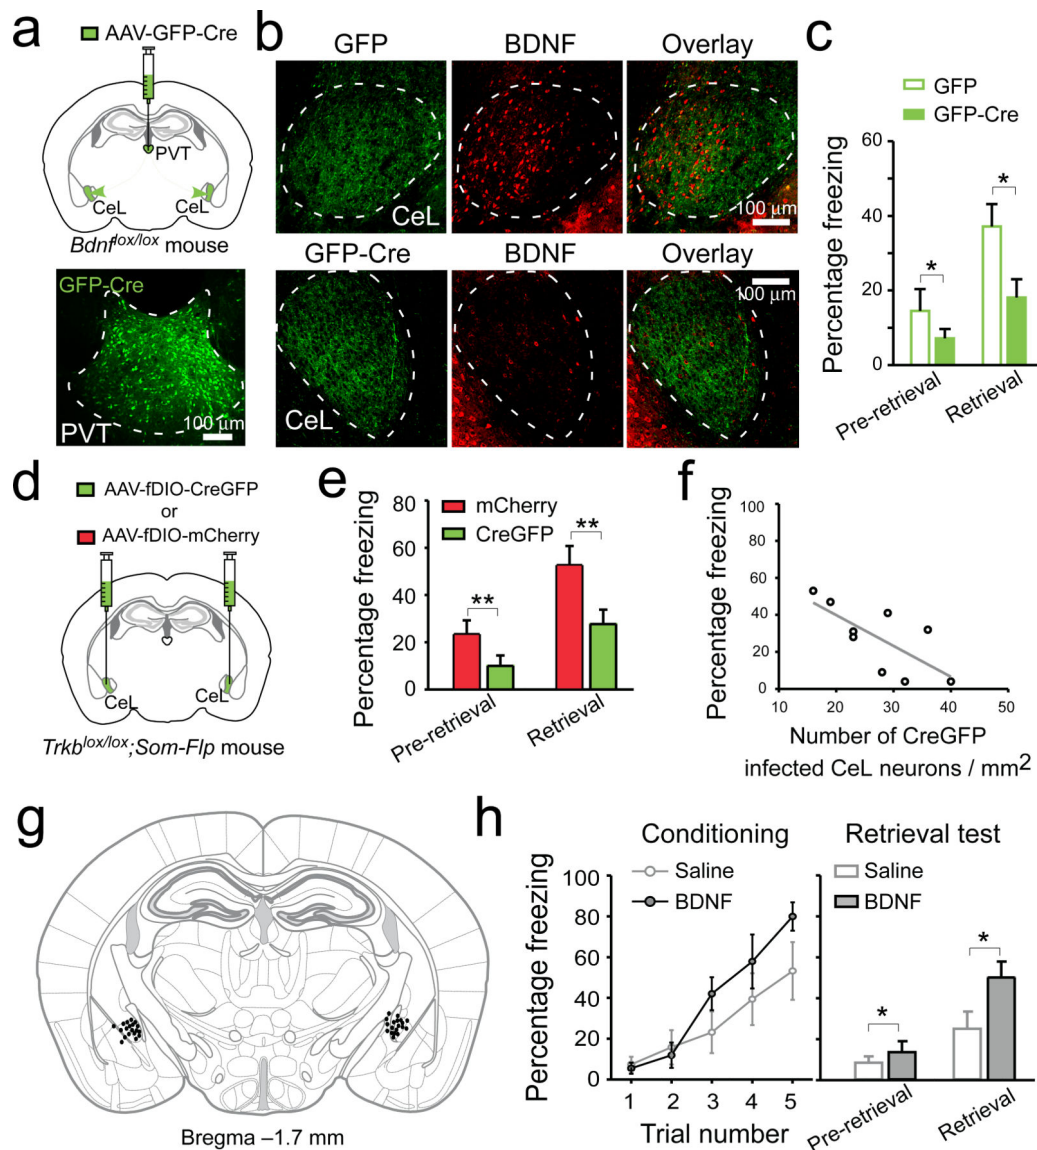 a
AAV-GFP-Cre
PVT
CeL
CeL
Bdnf^lox/lox mouse
GFP-Cre
100 μm
PVT
b
GFP
BDNF
Overlay
CeL
100 μm
GFP-Cre
BDNF
Overlay
100 μm
CeL
c
GFP
GFP-Cre
Percentage freezing
60
40
20
0
*
*
Pre-retrieval
Retrieval
d
AAV-fDIO-CreGFP
or
AAV-fDIO-mCherry
CeL
CeL
Trkb^lox/lox;Som-Flp mouse
e
Percentage freezing
80
60
40
20
0
mCherry
CreGFP
**
**
Pre-retrieval
Retrieval
f
Percentage freezing
100
80
60
40
20
0
10
20
30
40
50
Number of CreGFP
infected CeL neurons / mm²
g
Bregma –1.7 mm
h
Conditioning
Saline
BDNF
Percentage freezing
100
80
60
40
20
0
1 2 3 4 5
Trial number
Retrieval test
Saline
BDNF
*
*
Pre-retrieval
Retrieval